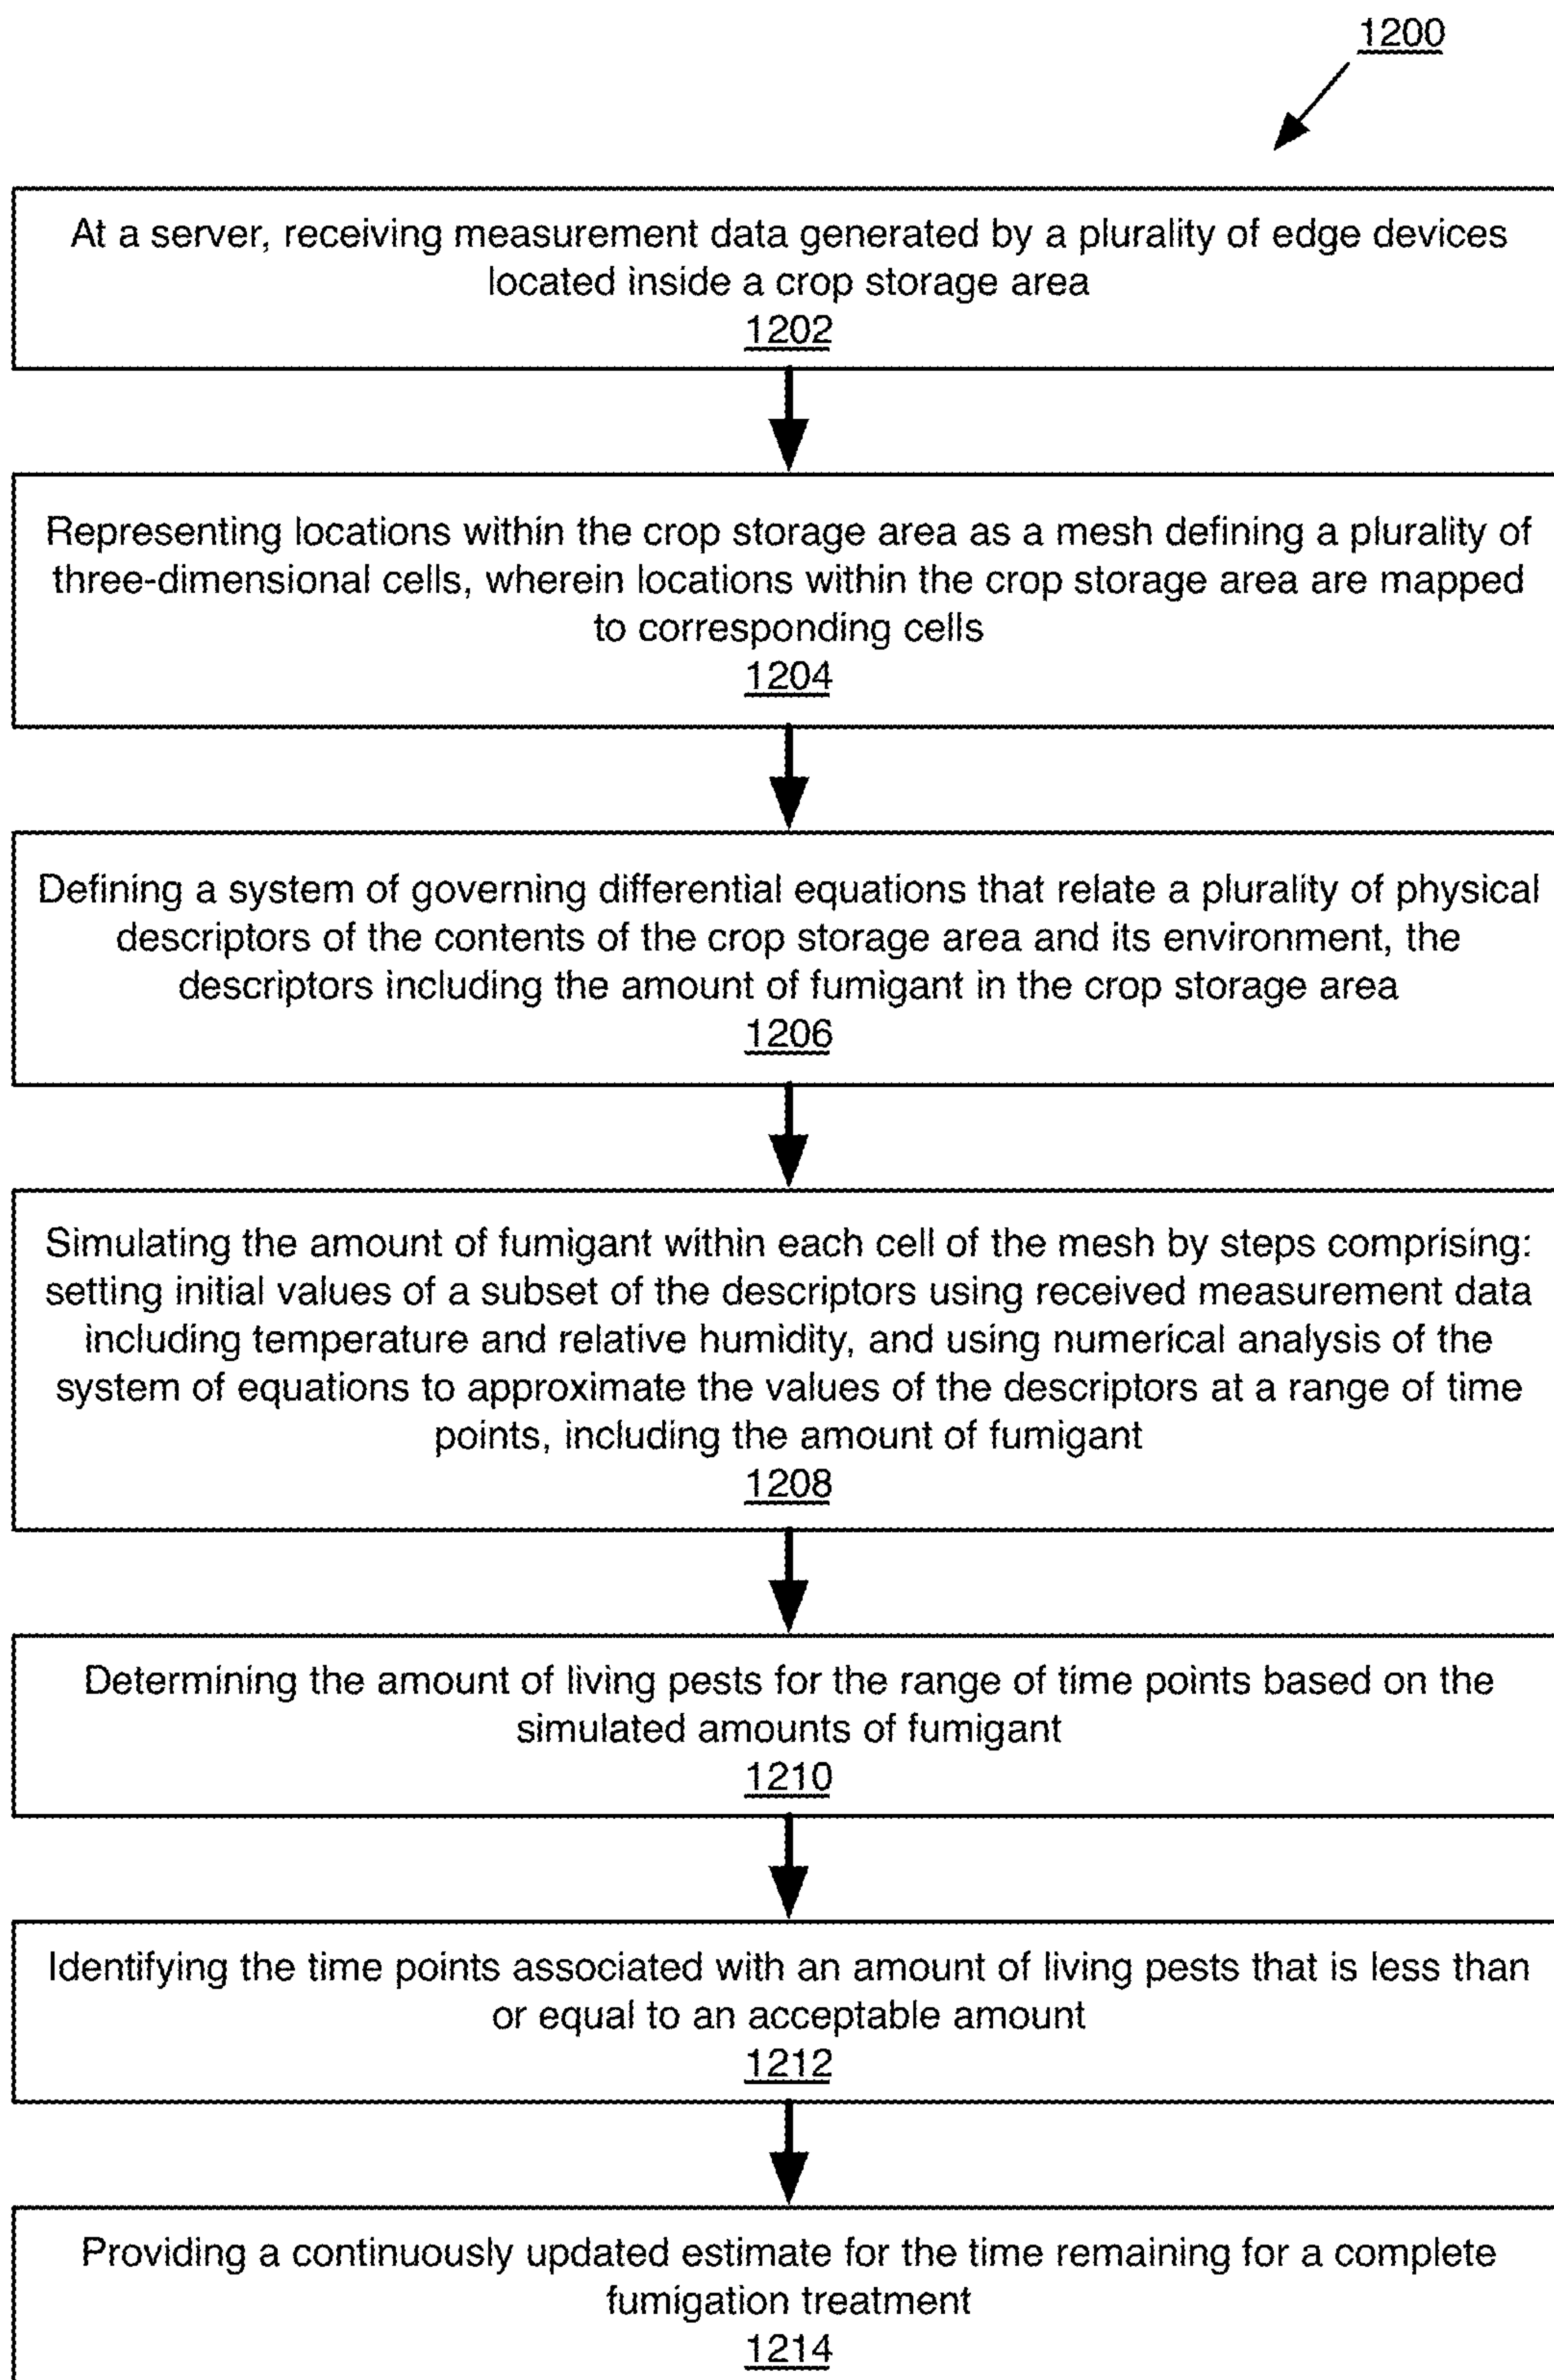 1200
At a server, receiving measurement data generated by a plurality of edge devices
located inside a crop storage area
1202
Representing locations within the crop storage area as a mesh defining a plurality of
three-dimensional cells, wherein locations within the crop storage area are mapped
to corresponding cells
1204
Defining a system of governing differential equations that relate a plurality of physical
descriptors of the contents of the crop storage area and its environment, the
descriptors including the amount of fumigant in the crop storage area
1206
Simulating the amount of fumigant within each cell of the mesh by steps comprising:
setting initial values of a subset of the descriptors using received measurement data
including temperature and relative humidity, and using numerical analysis of the
system of equations to approximate the values of the descriptors at a range of time
points, including the amount of fumigant
1208
Determining the amount of living pests for the range of time points based on the
simulated amounts of fumigant
1210
Identifying the time points associated with an amount of living pests that is less than
or equal to an acceptable amount
1212
Providing a continuously updated estimate for the time remaining for a complete
fumigation treatment
1214